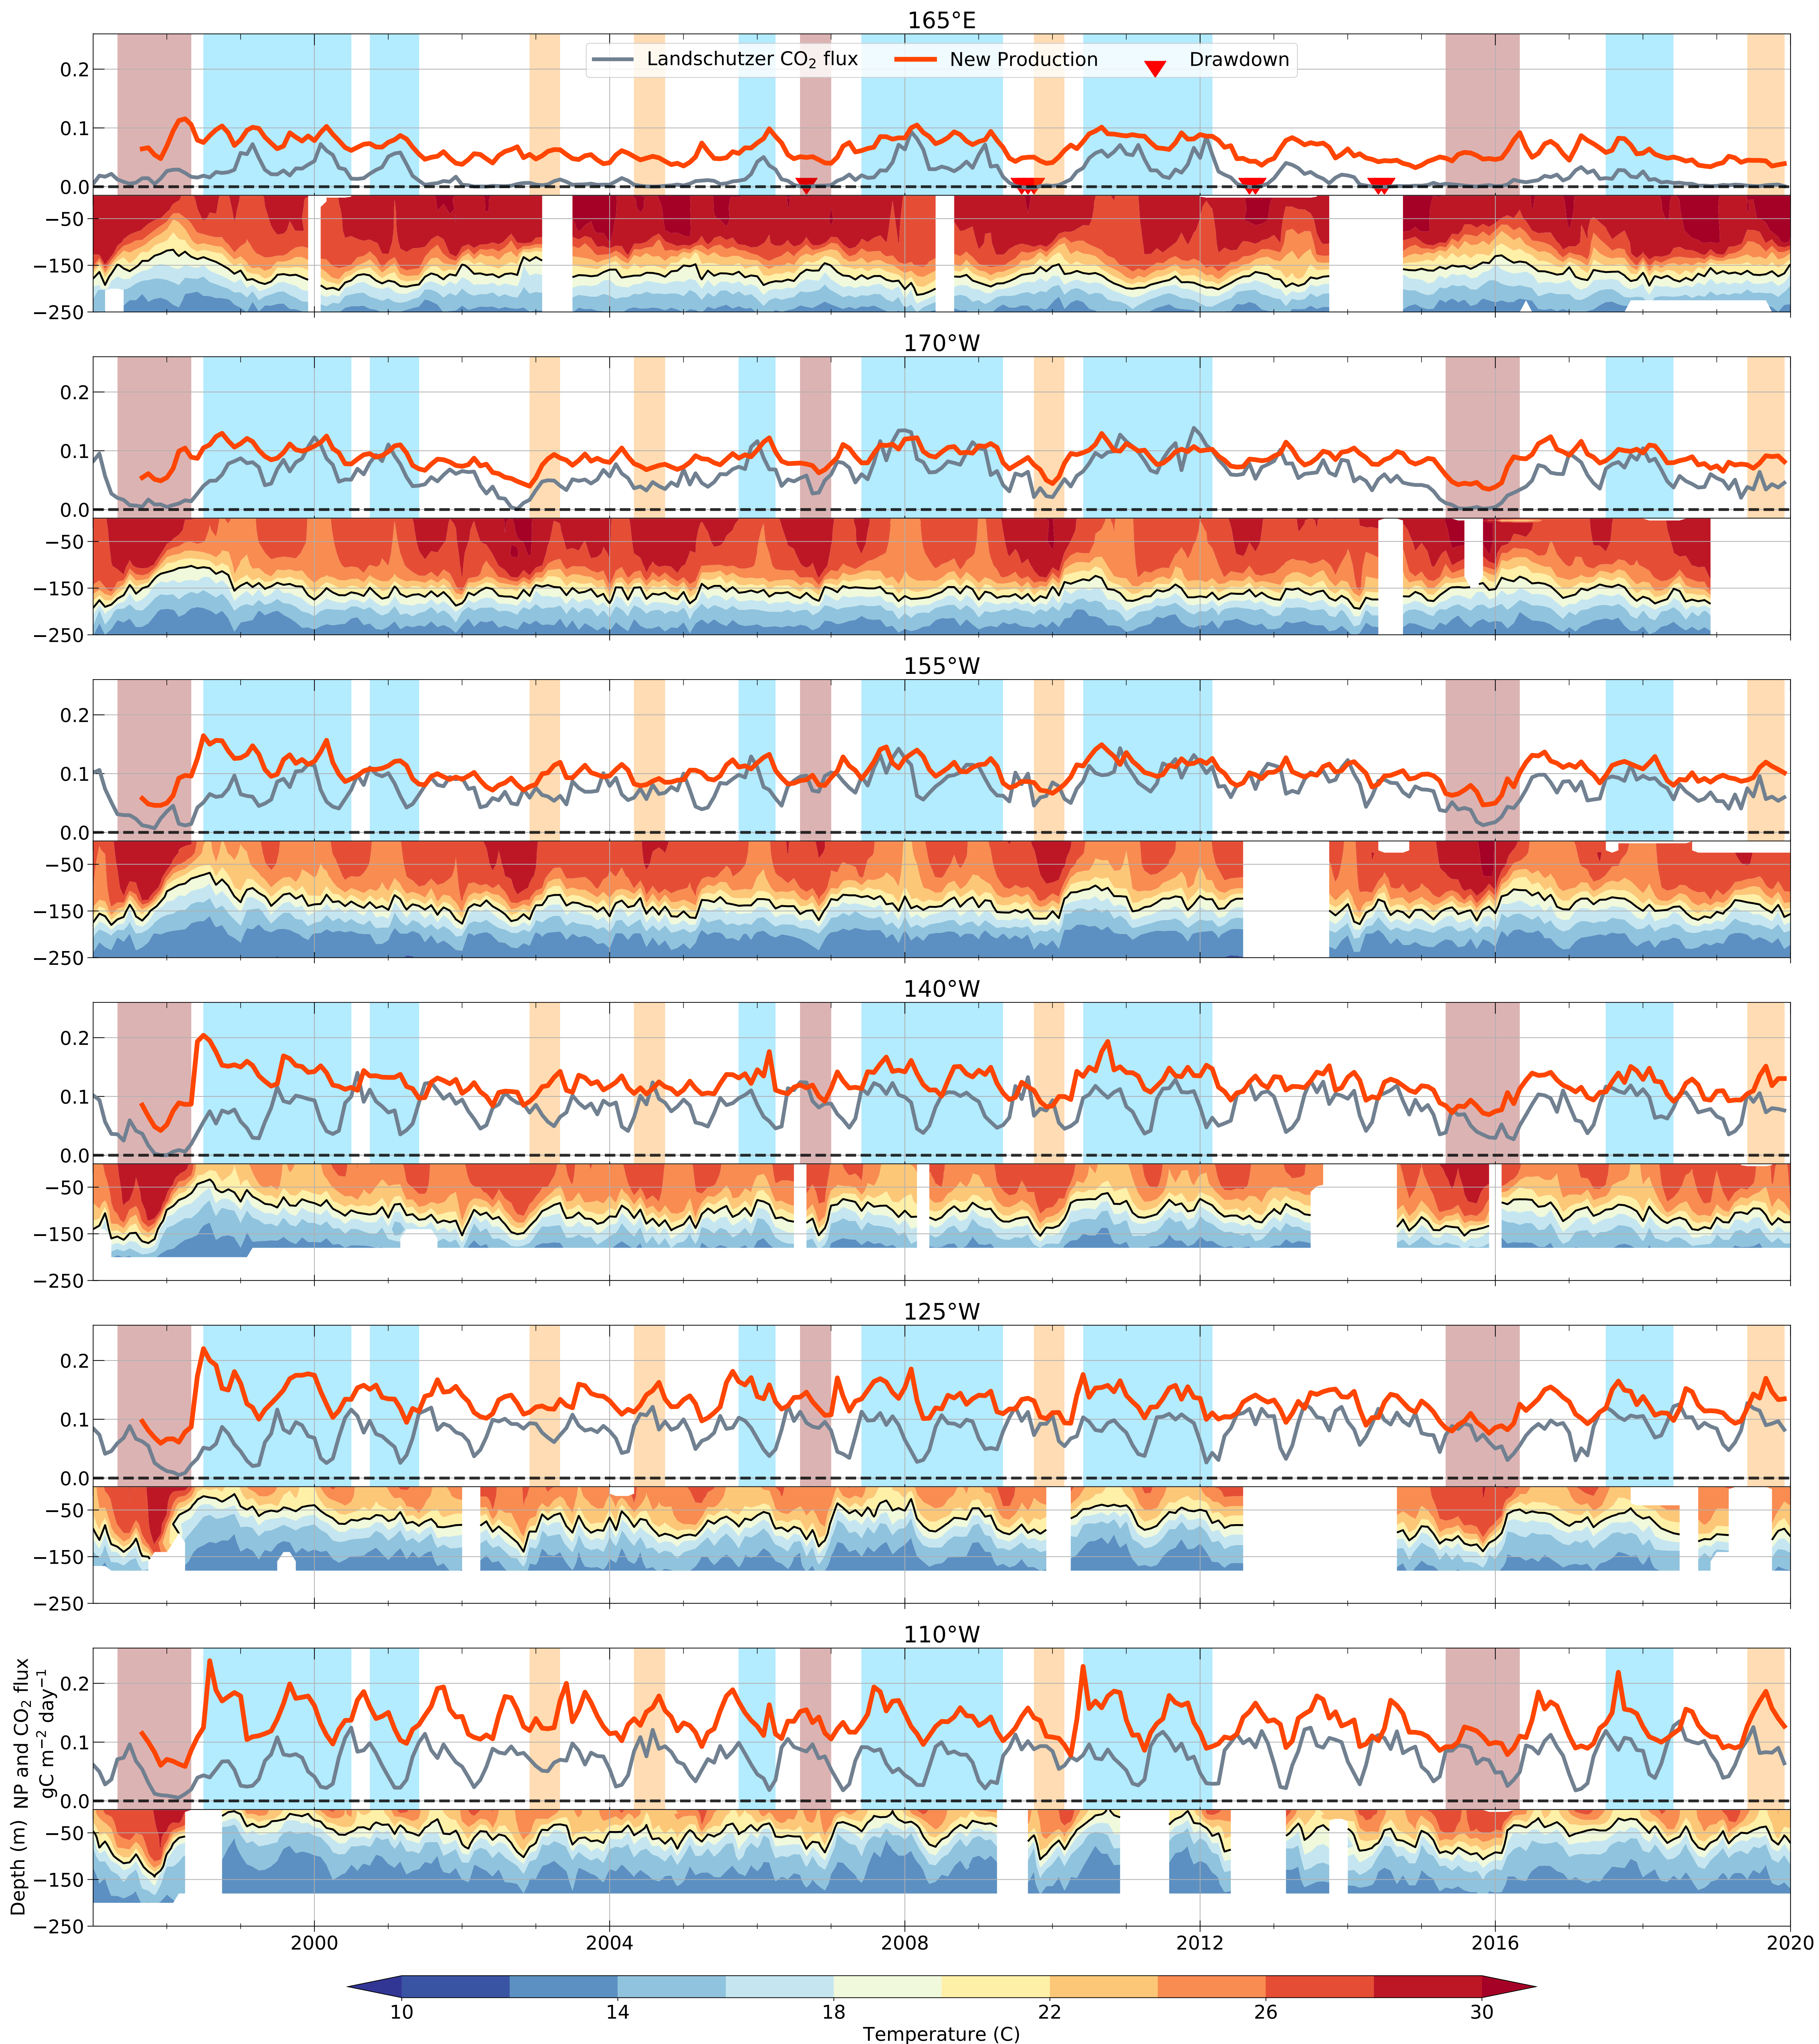 165°E
Landschutzer CO₂ flux New Production Drawdown
0.2
0.1
0.0
−50
−150
−250
170°W
0.2
0.1
0.0
−50
−150
−250
155°W
0.2
0.1
0.0
−50
−150
−250
140°W
0.2
0.1
0.0
−50
−150
−250
125°W
0.2
0.1
0.0
−50
−150
−250
110°W
NP and CO₂ flux
gC m⁻² day⁻¹
0.2
0.1
0.0
Depth (m)
−50
−150
−250
2000 2004 2008 2012 2016 2020
10 14 18 22 26 30
Temperature (C)